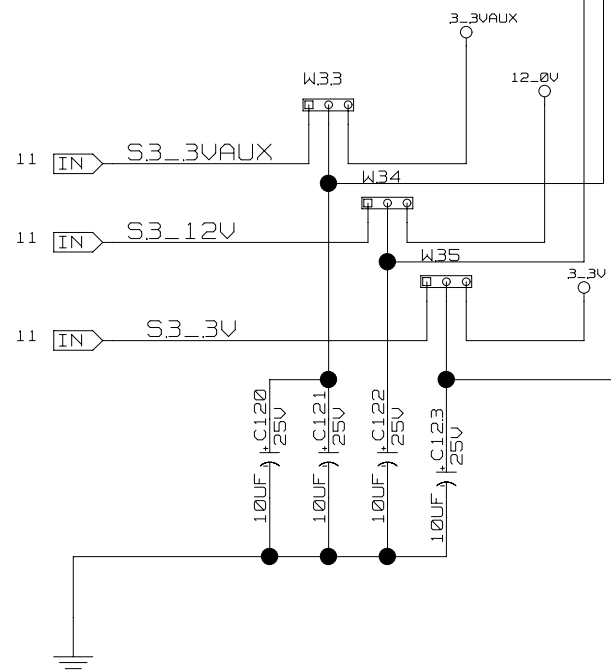 3_3VAUX
W33
12_0V
11 IN S3_3VAUX
W34
11 IN S3_12V
W35
3_3V
11 IN S3_3V
C120
25V
10UF
C121
25V
10UF
C122
25V
10UF
C123
25V
10UF